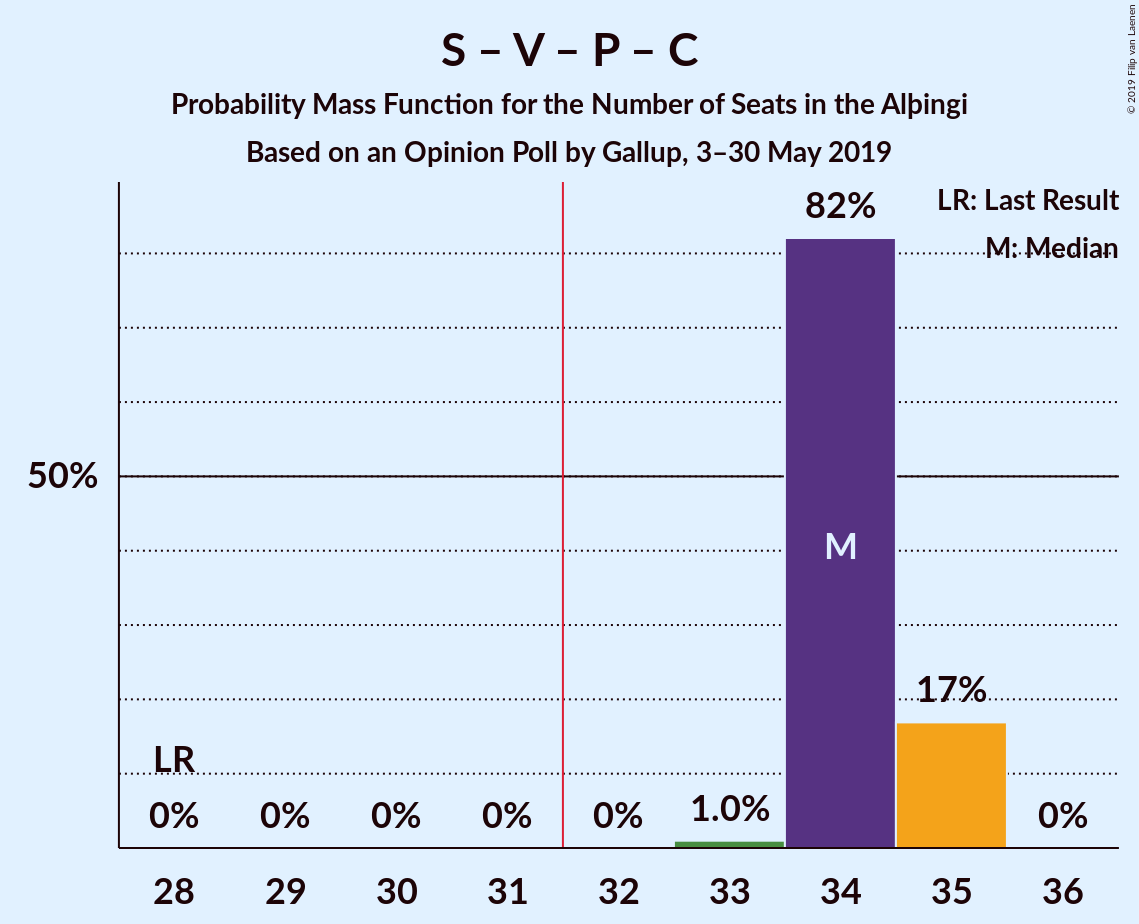 S – V – P – C
Probability Mass Function for the Number of Seats in the Alþingi
Based on an Opinion Poll by Gallup, 3–30 May 2019
© 2019 Filip van Laenen
LR: Last Result
M: Median
82%
50%
M
17%
LR
0% 0% 0% 0% 0% 1.0% 0%
28 29 30 31 32 33 34 35 36